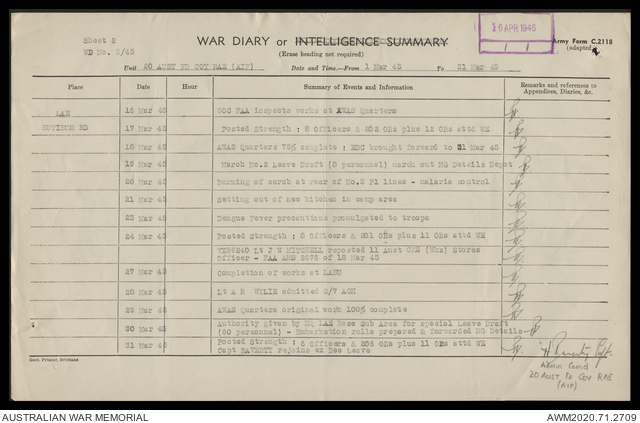 Sheet 2
WD No. 3/45
WAR DIARY or INTELLIGENCE SUMMARY
(Erase heading not required)
16 APR 1945
Army Form C.2118
(adapted)
Unit 20 AUST FD COY RAE (AIF) Date and Time.—From 1 Mar 45 To 31 Mar 45
Place Date Hour Summary of Events and Information Remarks and references to Appendices, Diaries, &c.
LAE 16 Mar 45 GOC FAA inspects works at AWAS Quarters
BUTIBUM RD 17 Mar 45 Posted Strength : 8 Officers & 202 ORs plus 12 ORs attd WE
18 Mar 45 AWAS Quarters 75% complete : EDC brought forward to 31 Mar 45
19 Mar 45 March No.2 Leave Draft (8 personnel) march out NG Details Depot
20 Mar 45 Burning of scrub at rear of No.3 Pl lines - malaria control
21 Mar 45 Setting out of new kitchen in camp area
23 Mar 45 Dengue Fever precautions promulgated to troops
24 Mar 45 Posted Strength : 8 Officers & 201 ORs plus 11 ORs attd WE
Lt J W MITCHELL reposted 11 Aust CRE (Wks) Stores
Officer - FAA AMS 2676 of 18 Mar 45
27 Mar 45 Completion of works at LABU
28 Mar 45 Lt A R WYLIE admitted 2/7 AGH
29 Mar 45 AWAS Quarters original work 100% complete
30 Mar 45 Authority given by HQ LAE Base Sub Area for special Leave Draft
(60 personnel) - Embarkation rolls prepared & forwarded NG Details
31 Mar 45 Posted Strength : 6 Officers & 206 ORs plus 11 ORs attd WE
Capt RAVERTY rejoins ex Rec Leave
Govt. Printer, Brisbane
H Raverty Capt.
Admin Comd
20 AUST FD COY RAE
(AIF)
AUSTRALIAN WAR MEMORIAL
AWM2020.71.2709